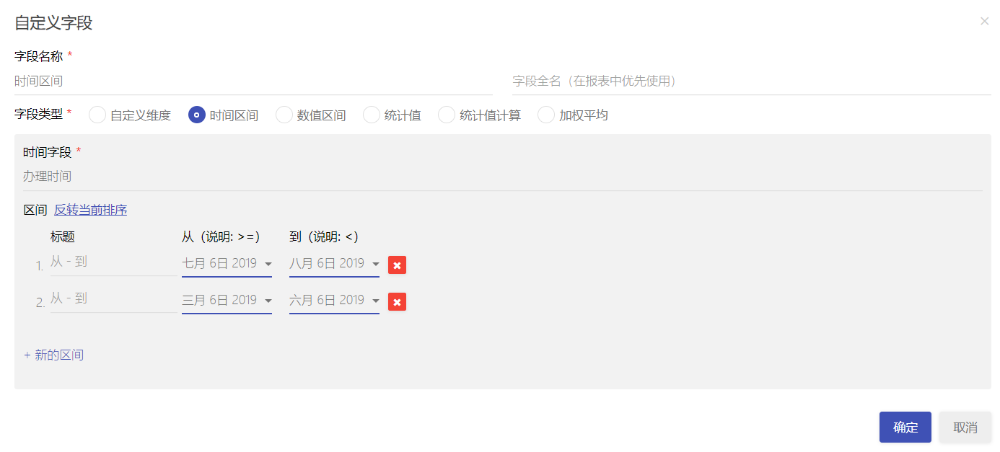 自定义字段
×
字段名称 *
时间区间 字段全名（在报表中优先使用）
字段类型 * 自定义维度 时间区间 数值区间 统计值 统计值计算 加权平均
时间字段 *
办理时间
区间 反转当前排序
标题 从（说明: >=） 到（说明: <）
1. 从 - 到 七月 6日 2019 八月 6日 2019
2. 从 - 到 三月 6日 2019 六月 6日 2019
+ 新的区间
确定 取消